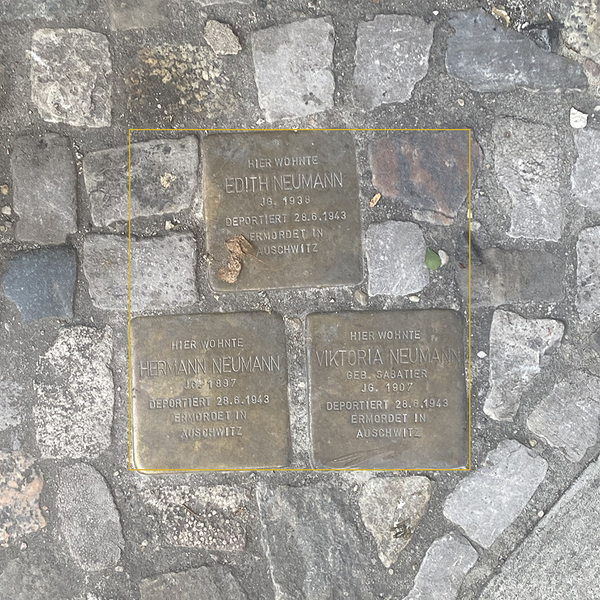 HIER WOHNTE
EDITH NEUMANN
JG. 1938
DEPORTIERT 28.6.1943
ERMORDET IN
AUSCHWITZ
HIER WOHNTE
HERMANN NEUMANN
JG. 1897
DEPORTIERT 28.6.1943
ERMORDET IN
AUSCHWITZ
HIER WOHNTE
VIKTORIA NEUMANN
GEB. SABATIER
JG. 1907
DEPORTIERT 28.6.1943
ERMORDET IN
AUSCHWITZ